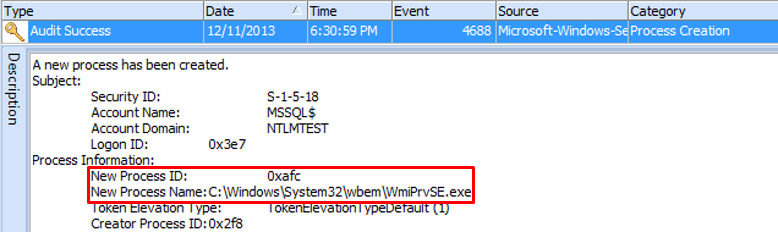 Type Date Time Event Source Category
Audit Success 12/11/2013 6:30:59 PM 4688 Microsoft-Windows-Se Process Creation
Description
A new process has been created.
Subject:
Security ID: S-1-5-18
Account Name: MSSQL$
Account Domain: NTLMTEST
Logon ID: 0x3e7
Process Information:
New Process ID: 0xafc
New Process Name: C:\Windows\System32\wbem\WmiPrvSE.exe
Token Elevation Type: TokenElevationTypeDefault (1)
Creator Process ID: 0x2f8